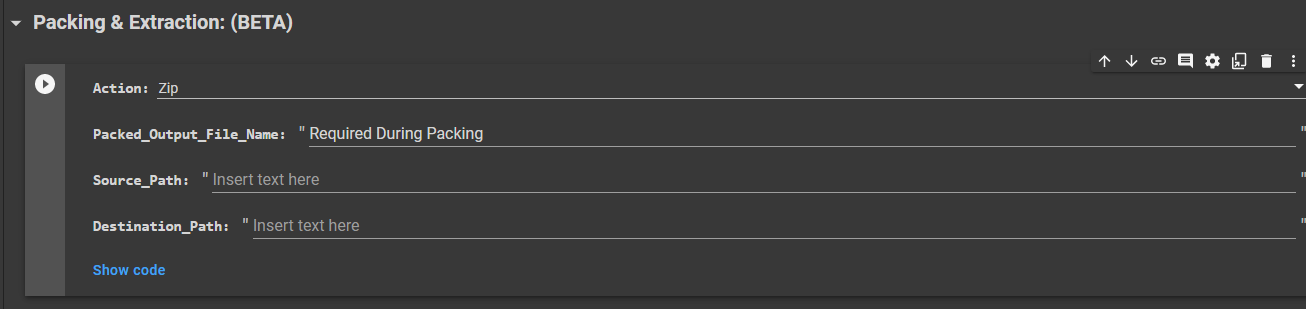 Packing & Extraction: (BETA)
Action: Zip
Packed_Output_File_Name: " Required During Packing "
Source_Path: " Insert text here "
Destination_Path: " Insert text here "
Show code